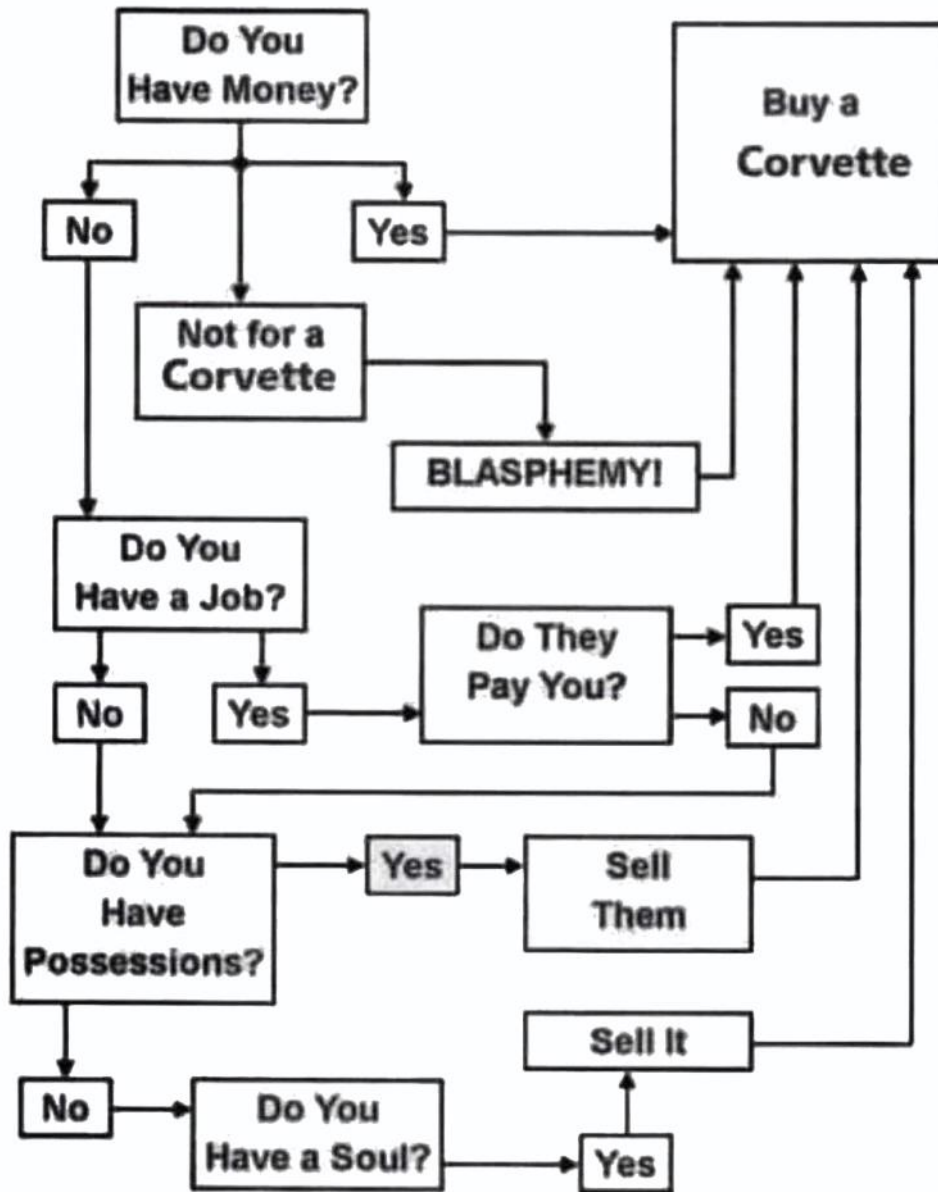 Do You
Have Money?
Buy a
Corvette
No
Yes
Not for a
Corvette
BLASPHEMY!
Do You
Have a Job?
Do They
Pay You?
Yes
No
Yes
No
Do You
Have
Possessions?
Yes
Sell
Them
Sell It
No
Do You
Have a Soul?
Yes